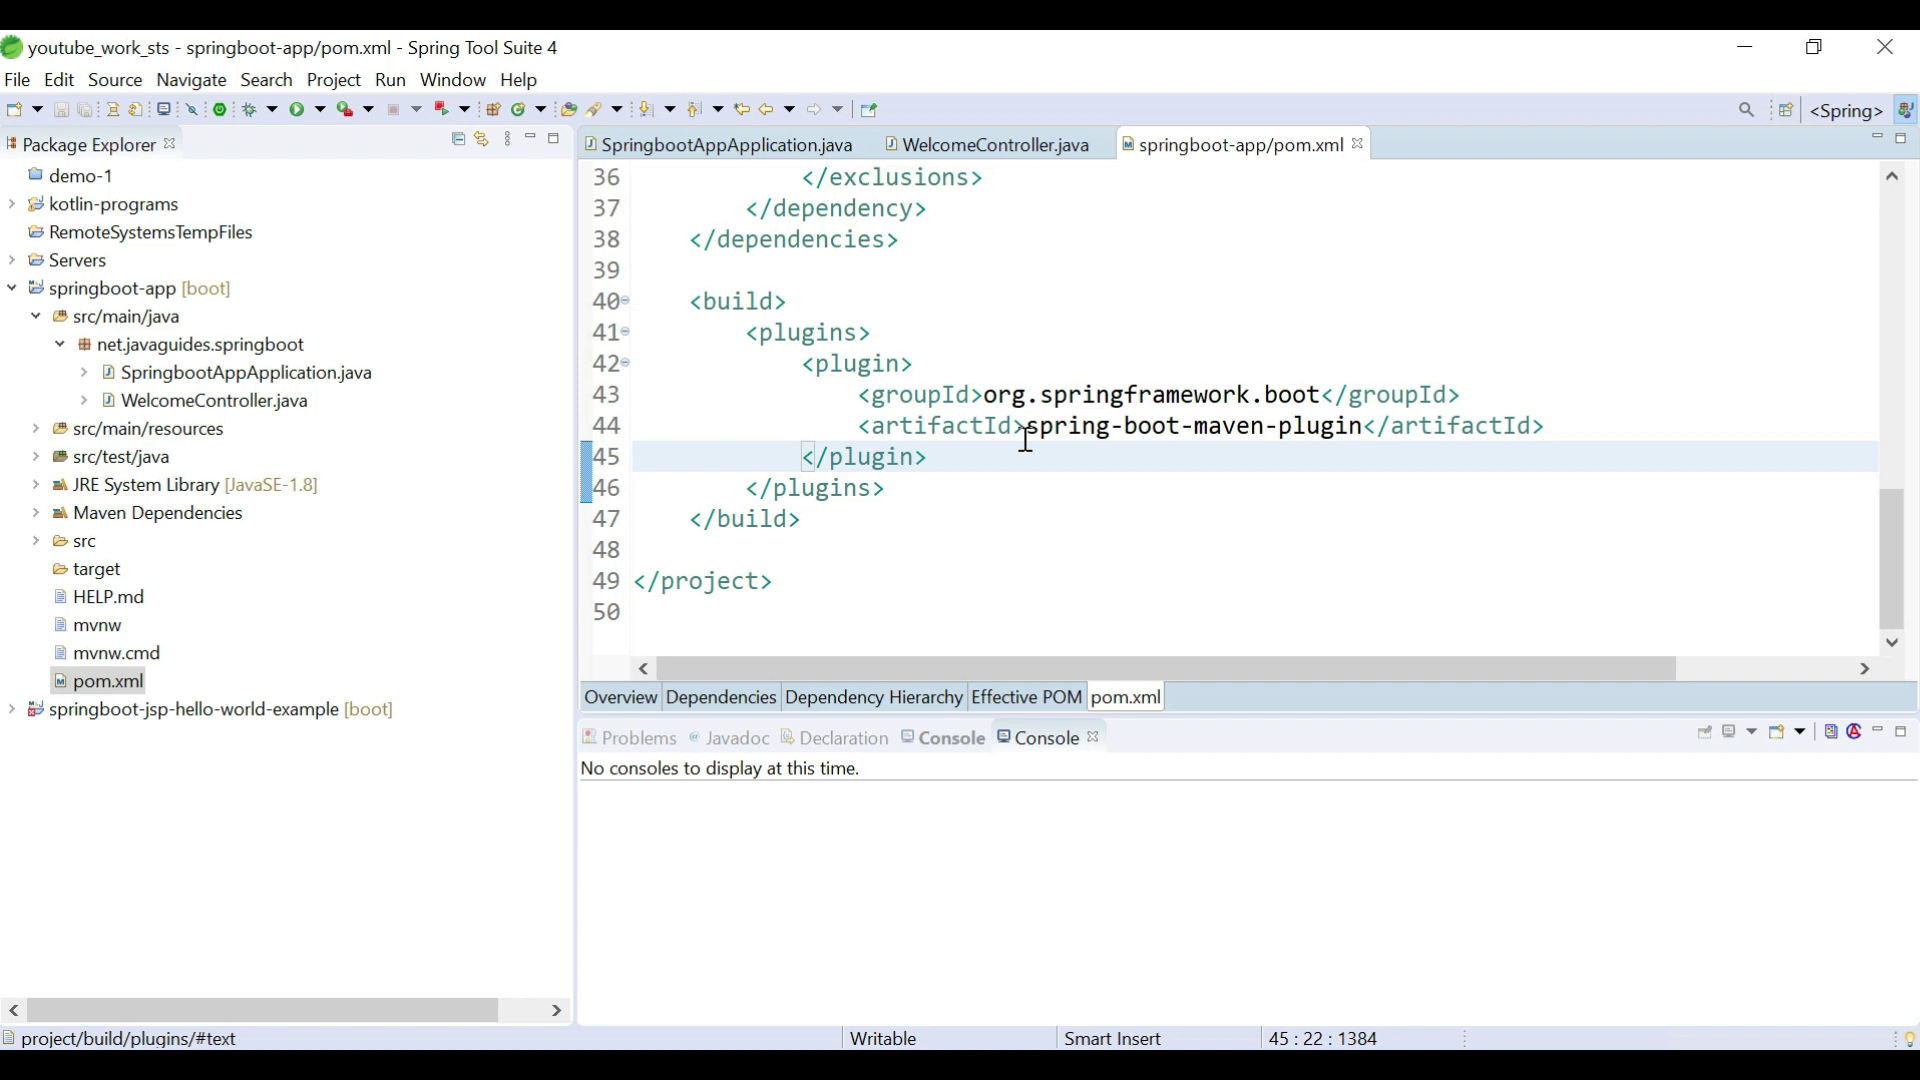 youtube_work_sts - springboot-app/pom.xml - Spring Tool Suite 4
File Edit Source Navigate Search Project Run Window Help
<Spring>
Package Explorer
demo-1
kotlin-programs
RemoteSystemsTempFiles
Servers
springboot-app [boot]
src/main/java
net.javaguides.springboot
SpringbootAppApplication.java
WelcomeController.java
src/main/resources
src/test/java
JRE System Library [JavaSE-1.8]
Maven Dependencies
src
target
HELP.md
mvnw
mvnw.cmd
pom.xml
springboot-jsp-hello-world-example [boot]
SpringbootAppApplication.java WelcomeController.java springboot-app/pom.xml
36 </exclusions>
37 </dependency>
38 </dependencies>
39
40 <build>
41 <plugins>
42 <plugin>
43 <groupId>org.springframework.boot</groupId>
44 <artifactId>spring-boot-maven-plugin</artifactId>
45 </plugin>
46 </plugins>
47 </build>
48
49 </project>
50
Overview Dependencies Dependency Hierarchy Effective POM pom.xml
Problems Javadoc Declaration Console Console
No consoles to display at this time.
project/build/plugins/#text Writable Smart Insert 45 : 22 : 1384